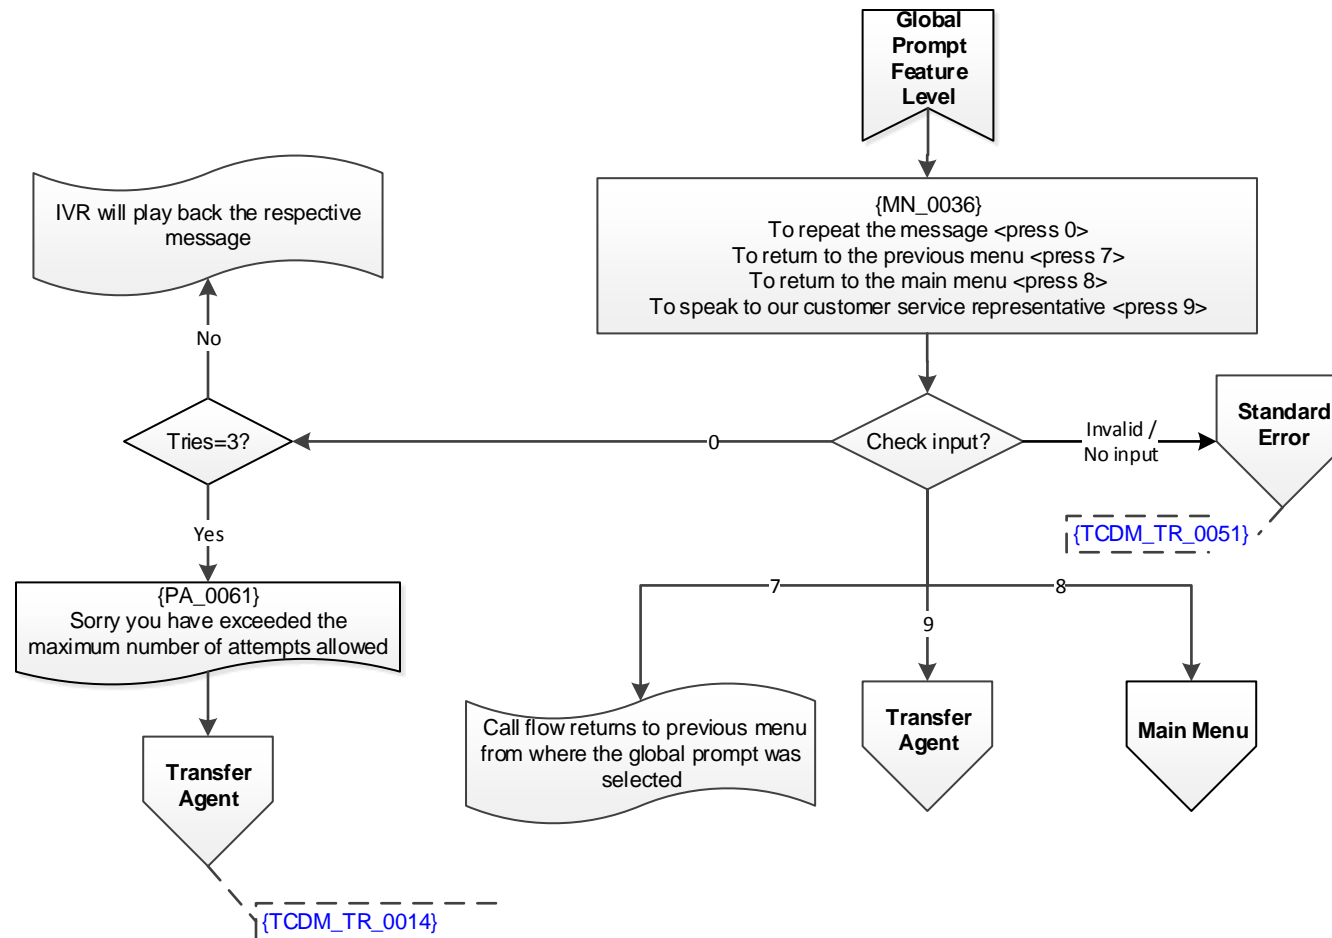 Global
Prompt
Feature
Level
{MN_0036}
To repeat the message <press 0>
To return to the previous menu <press 7>
To return to the main menu <press 8>
To speak to our customer service representative <press 9>
IVR will play back the respective
message
No
Tries=3?
0
Check input?
Invalid /
No input
Standard
Error
{TCDM_TR_0051}
Yes
{PA_0061}
Sorry you have exceeded the
maximum number of attempts allowed
7
8
9
Call flow returns to previous menu
from where the global prompt was
selected
Transfer
Agent
Main Menu
Transfer
Agent
{TCDM_TR_0014}